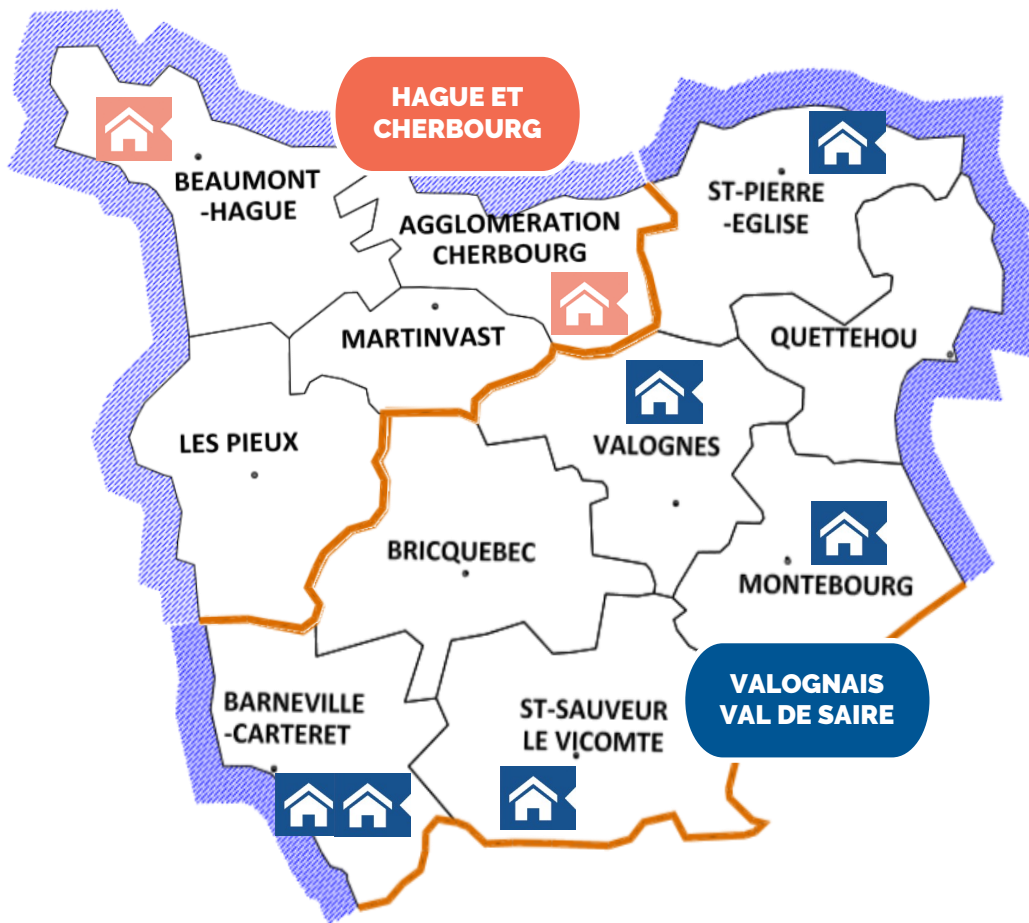 HAGUE ET
CHERBOURG
BEAUMONT
-HAGUE
AGGLOMÉRATION
CHERBOURG
ST-PIERRE
-EGLISE
MARTINVAST
QUETTEHOU
LES PIEUX
VALOGNES
BRICQUEBEC
MONTEBOURG
BARNEVILLE
-CARTERET
ST-SAUVEUR
LE VICOMTE
VALOGNAIS
VAL DE SAIRE